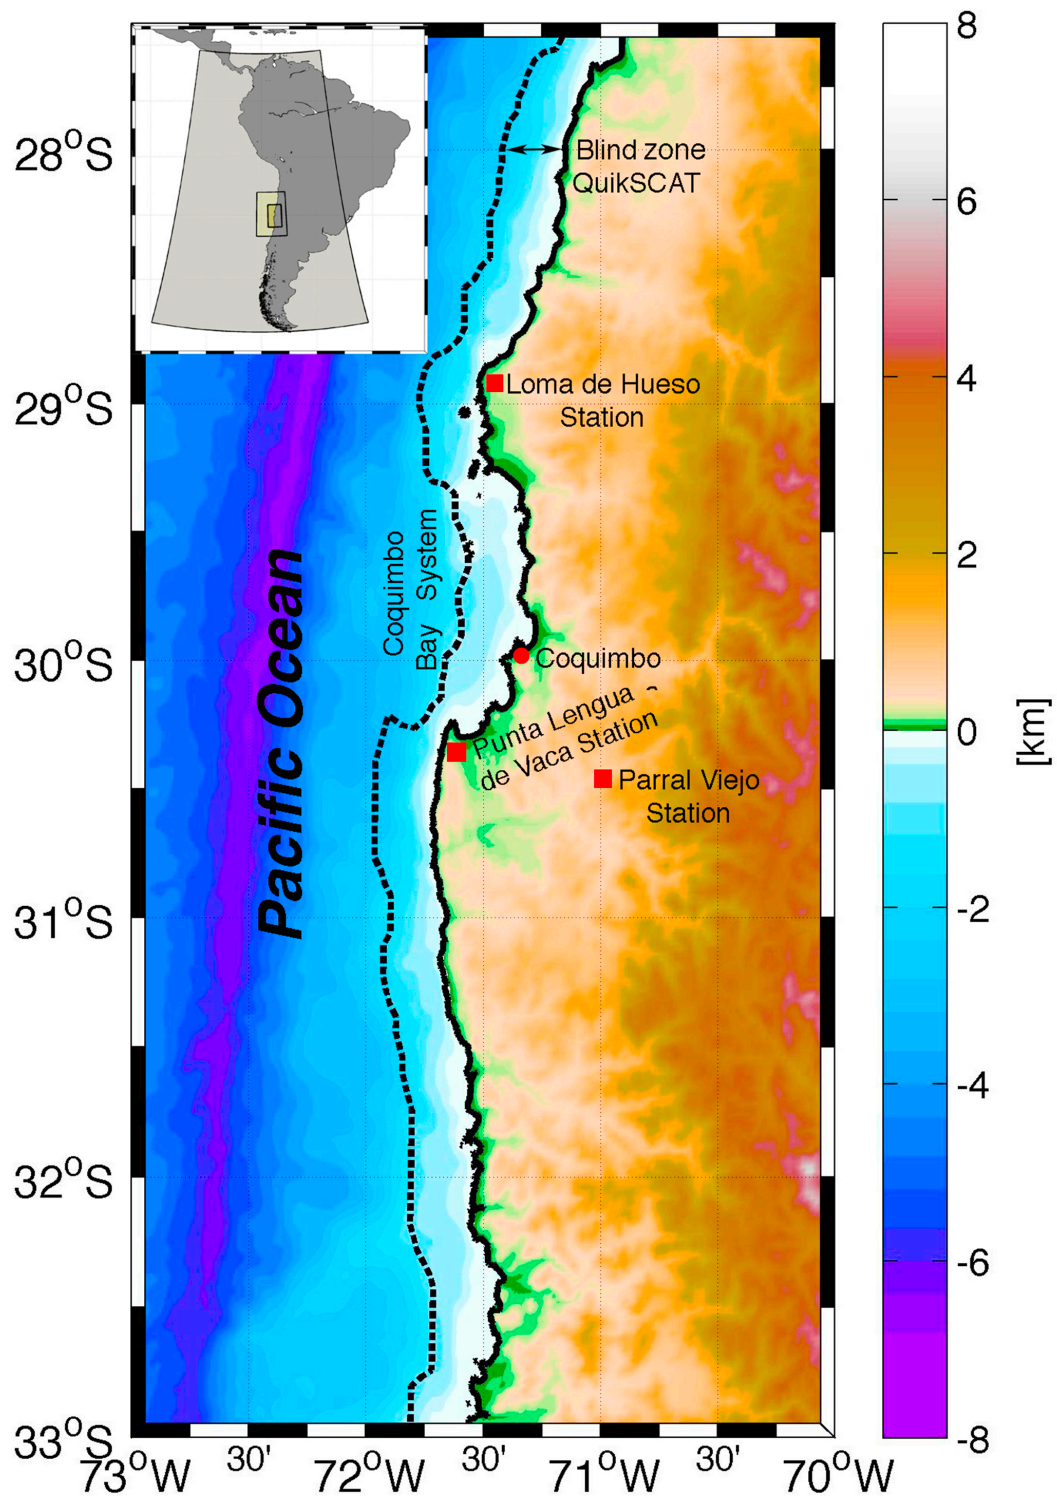 28°S
29°S
30°S
31°S
32°S
33°S
73°W
30'
72°W
30'
71°W
30'
70°W
Blind zone
QuikSCAT
Loma de Hueso
Station
Coquimbo
Bay System
Pacific Ocean
Coquimbo
Punta Lengua
de Vaca Station
Parral Viejo
Station
8
6
4
2
0
-2
-4
-6
-8
[km]